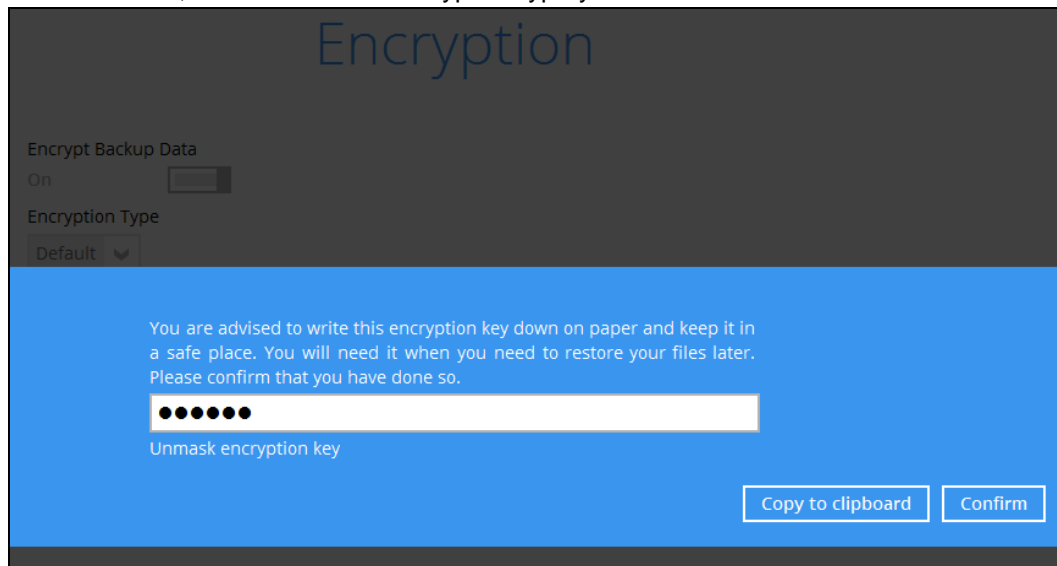 Encryption
Encrypt Backup Data
On
Encryption Type
Default
You are advised to write this encryption key down on paper and keep it in
a safe place. You will need it when you need to restore your files later.
Please confirm that you have done so.
●●●●●●
Unmask encryption key
Copy to clipboard Confirm